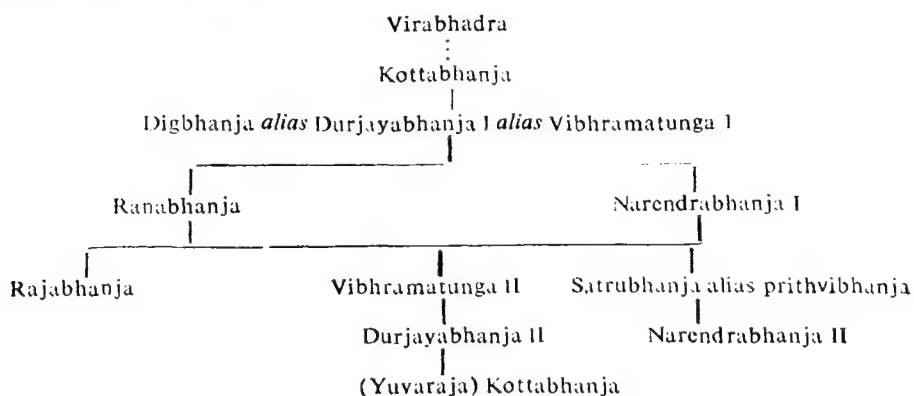 Virabhadra
Kottabhanja
Digbhanja alias Durjayabhanja I alias Vibhramatunga I
Ranabhanja Narendrabhanja I
Rajabhanja Vibhramatunga II Satrubhanja alias prithvibhanja
Durjayabhanja II Narendrabhanja II
(Yuvaraja) Kottabhanja